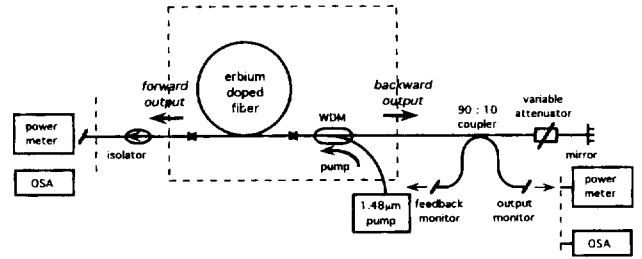 forward
output
erbium
doped
fiber
backward
output
90 : 10
coupler
variable
attenuator
WDM
power
meter
isolator
pump
mirror
OSA
1.48μm
pump
feedback
monitor
output
monitor
power
meter
OSA